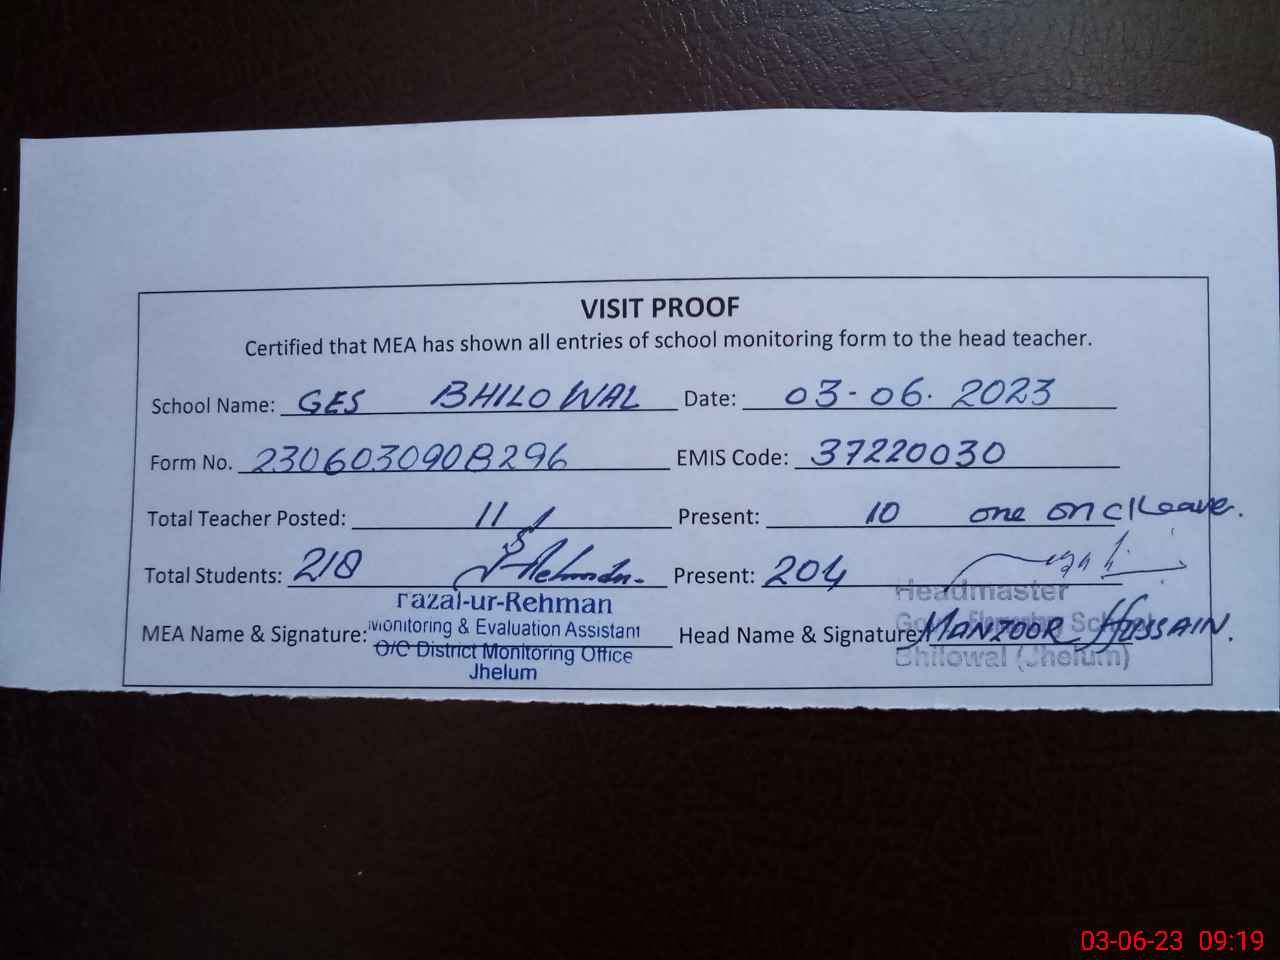 VISIT PROOF
Certified that MEA has shown all entries of school monitoring form to the head teacher.
School Name: GES BHILOWAL Date: 03-06-2023
Form No. 230603090B296 EMIS Code: 37220030
Total Teacher Posted: 11 Present: 10 one on c/Leave.
Total Students: 218 Present: 204
MEA Name & Signature: Fazal-ur-Rehman Head Name & Signature MANZOOR HUSSAIN.
Monitoring & Evaluation Assistant
O/C District Monitoring Office
Jhelum
Headmaster
Elementary School
Bhilowal (Jhelum)
03-06-23 09:19